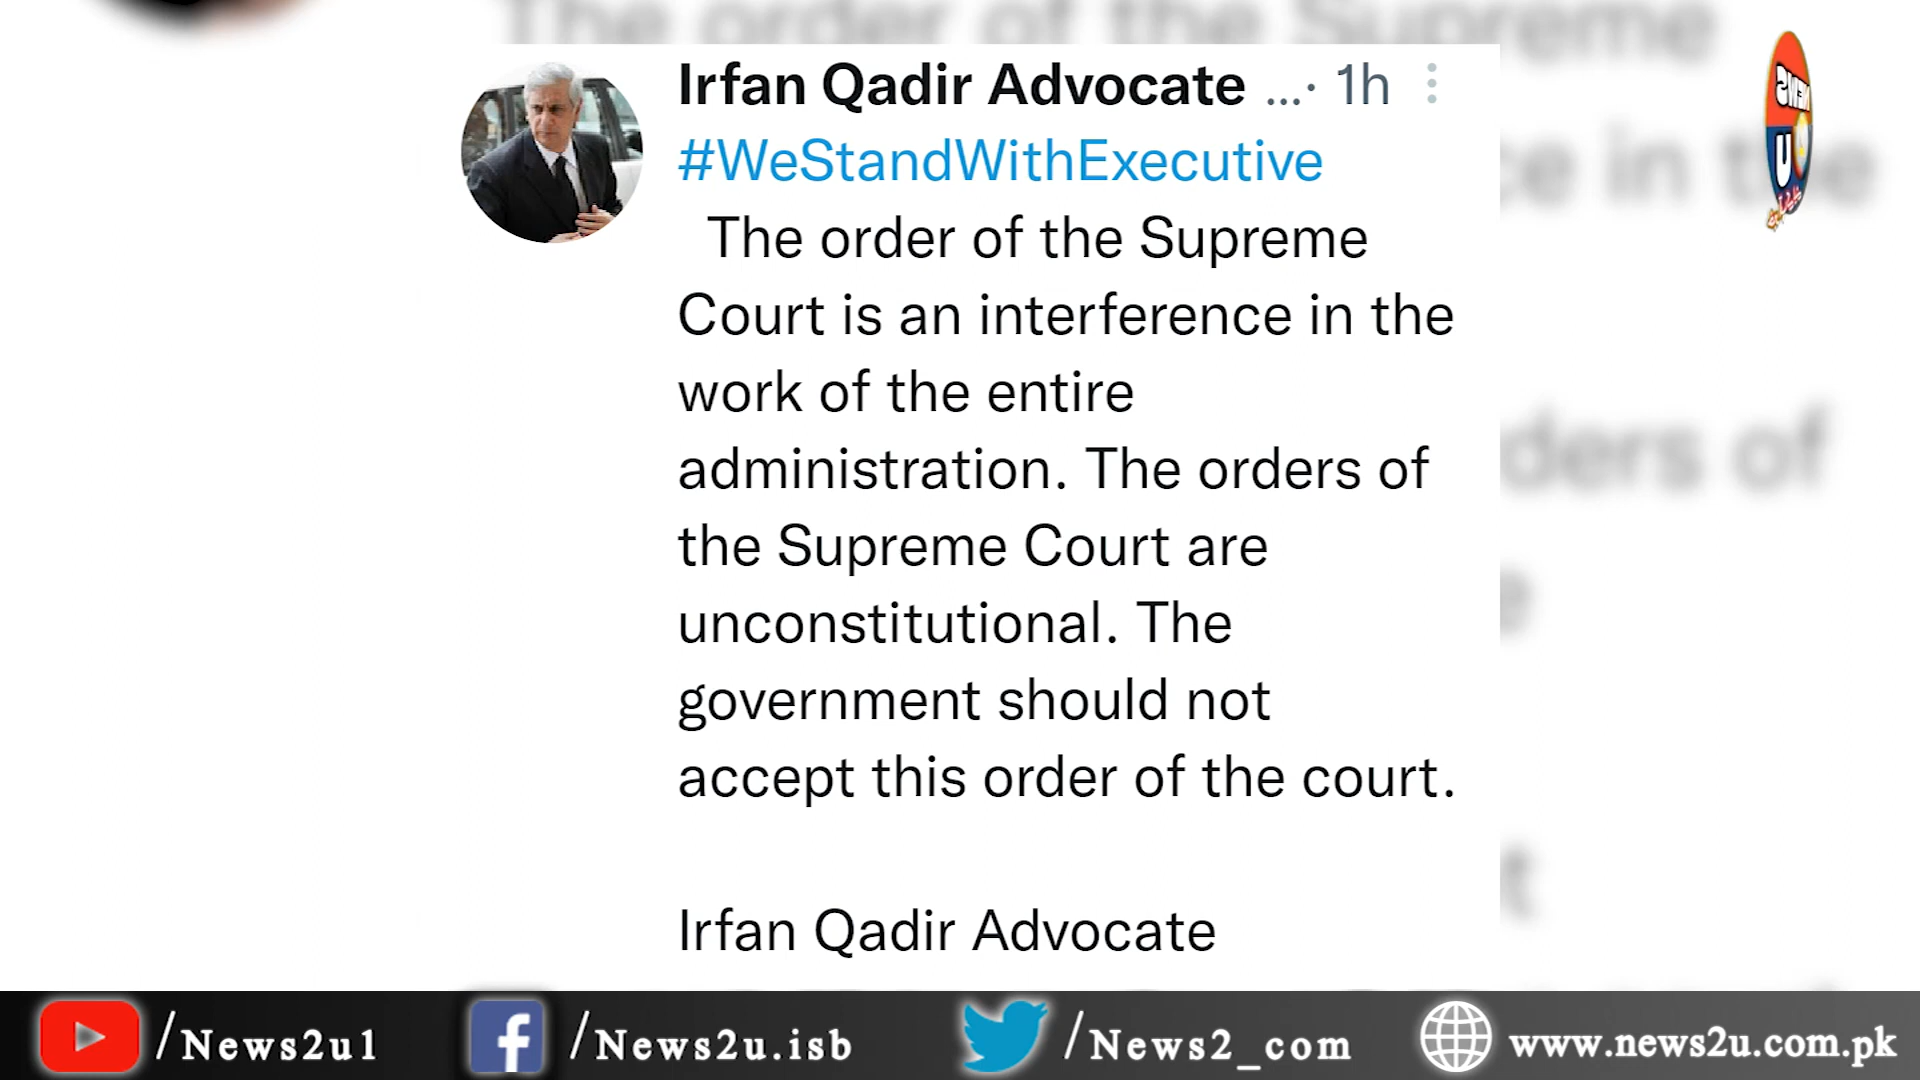 Irfan Qadir Advocate ...· 1h
#WeStandWithExecutive
The order of the Supreme
Court is an interference in the
work of the entire
administration. The orders of
the Supreme Court are
unconstitutional. The
government should not
accept this order of the court.
Irfan Qadir Advocate
NEWS
U
/News2u1
/News2u.isb
/News2_com
www.news2u.com.pk